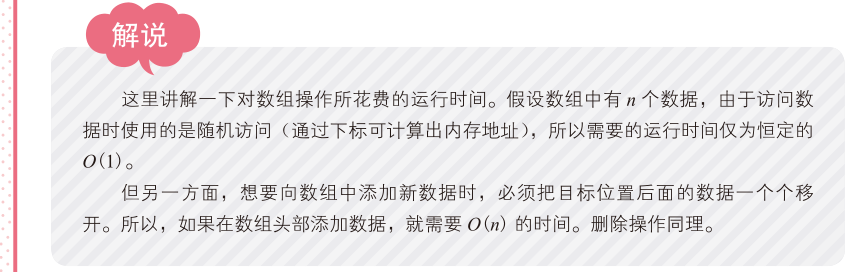 解说
这里讲解一下对数组操作所花费的运行时间。假设数组中有 n 个数据，由于访问数
据时使用的是随机访问（通过下标可计算出内存地址），所以需要的运行时间仅为恒定的
O(1)。
但另一方面，想要向数组中添加新数据时，必须把目标位置后面的数据一个个移
开。所以，如果在数组头部添加数据，就需要 O(n) 的时间。删除操作同理。